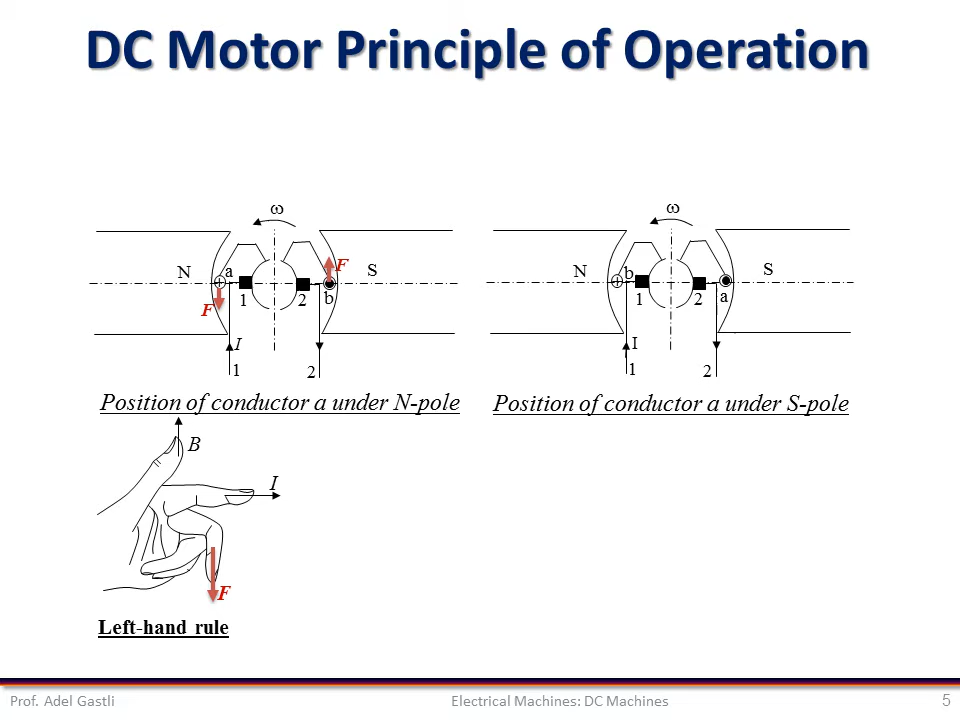 DC Motor Principle of Operation
ω
N a F S
F 1 2 b
I
1 2
Position of conductor a under N-pole
ω
N b S
1 2 a
I
1 2
Position of conductor a under S-pole
B
I
F
Left-hand rule
Prof. Adel Gastli Electrical Machines: DC Machines 5